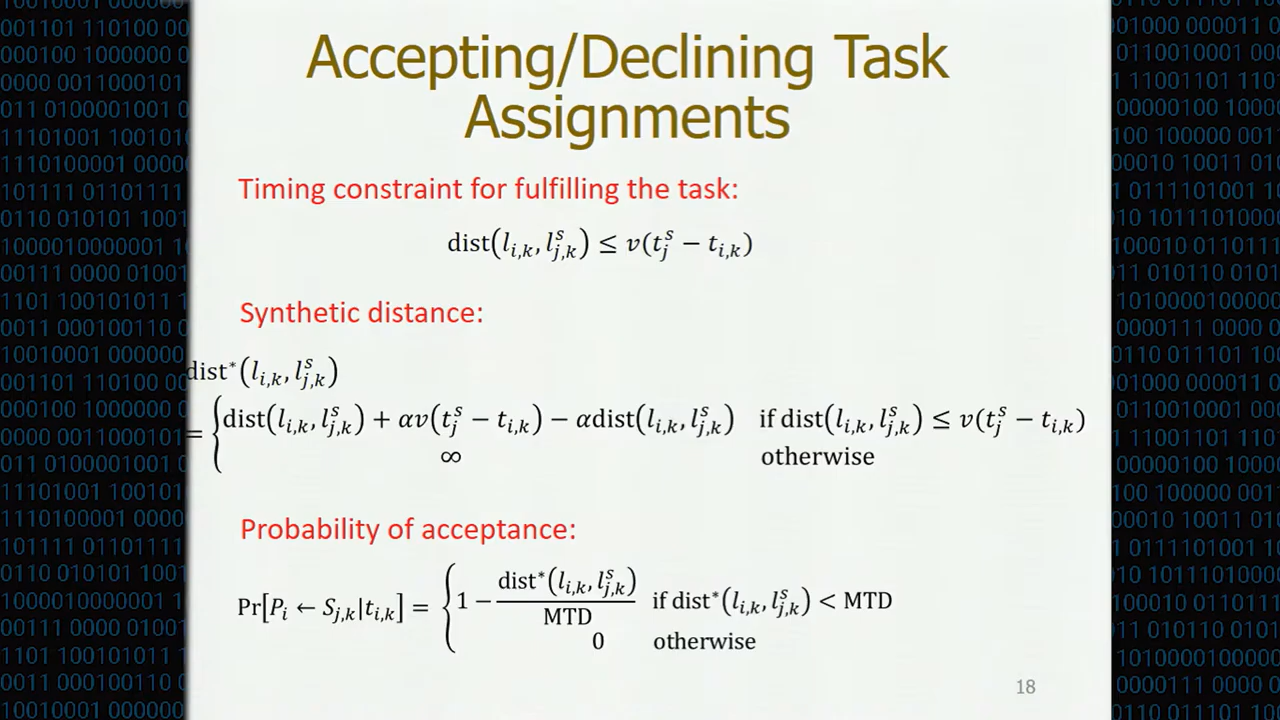 Accepting/Declining Task
Assignments
Timing constraint for fulfilling the task:
dist(l_{i,k}, l^s_{j,k}) ≤ v(t^s_j − t_{i,k})
Synthetic distance:
dist*(l_{i,k}, l^s_{j,k})
= { dist(l_{i,k}, l^s_{j,k}) + αv(t^s_j − t_{i,k}) − αdist(l_{i,k}, l^s_{j,k}) if dist(l_{i,k}, l^s_{j,k}) ≤ v(t^s_j − t_{i,k})
∞ otherwise
Probability of acceptance:
Pr[P_i ← S_{j,k}|t_{i,k}] = { 1 − dist*(l_{i,k}, l^s_{j,k}) / MTD if dist*(l_{i,k}, l^s_{j,k}) < MTD
0 otherwise
18